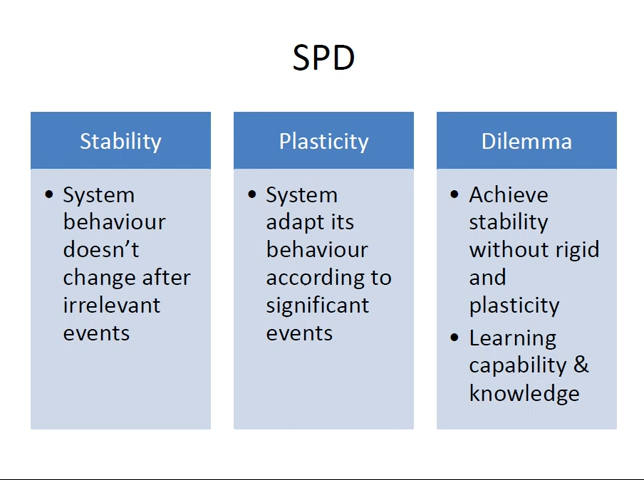 SPD
Stability
• System
behaviour
doesn't
change after
irrelevant
events
Plasticity
• System
adapt its
behaviour
according to
significant
events
Dilemma
• Achieve
stability
without rigid
and
plasticity
• Learning
capability &
knowledge